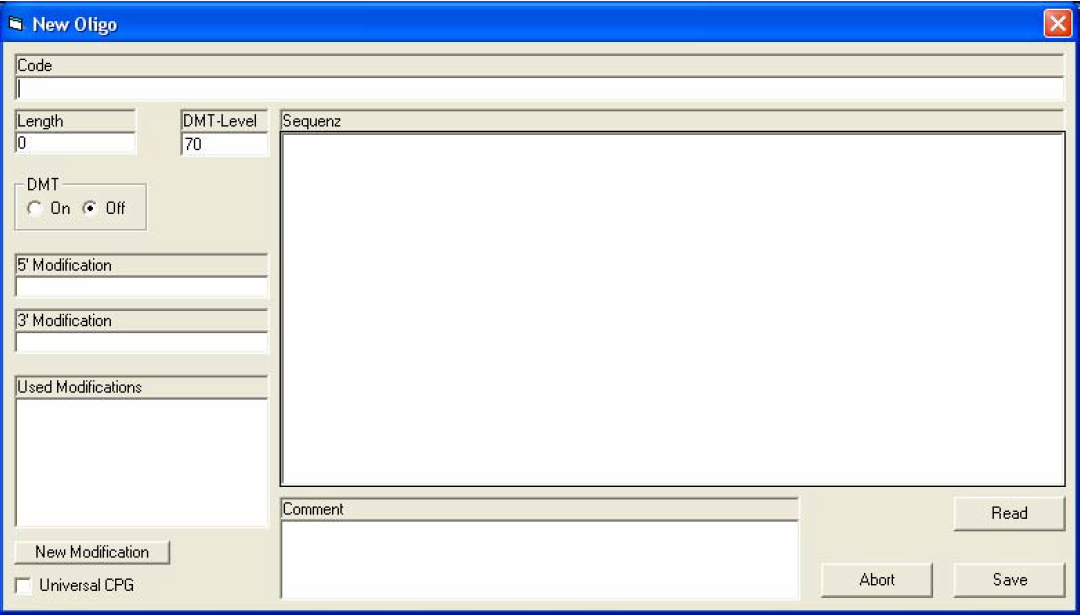 New Oligo
Code
Length
DMT-Level
Sequenz
0
70
DMT
On
Off
5' Modification
3' Modification
Used Modifications
Comment
Read
New Modification
Universal CPG
Abort
Save